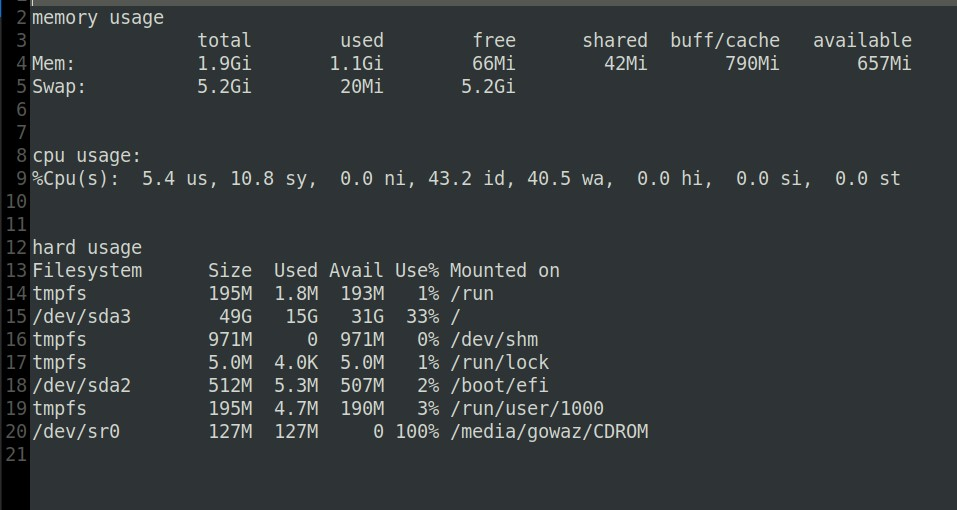 2 memory usage
3                total        used        free      shared  buff/cache   available
4 Mem:           1.9Gi       1.1Gi        66Mi        42Mi       790Mi       657Mi
5 Swap:          5.2Gi        20Mi       5.2Gi
6
7
8 cpu usage:
9 %Cpu(s):  5.4 us, 10.8 sy,  0.0 ni, 43.2 id, 40.5 wa,  0.0 hi,  0.0 si,  0.0 st
10
11
12 hard usage
13 Filesystem      Size  Used Avail Use% Mounted on
14 tmpfs           195M  1.8M  193M   1% /run
15 /dev/sda3        49G   15G   31G  33% /
16 tmpfs           971M     0  971M   0% /dev/shm
17 tmpfs           5.0M  4.0K  5.0M   1% /run/lock
18 /dev/sda2       512M  5.3M  507M   2% /boot/efi
19 tmpfs           195M  4.7M  190M   3% /run/user/1000
20 /dev/sr0        127M  127M     0 100% /media/gowaz/CDROM
21